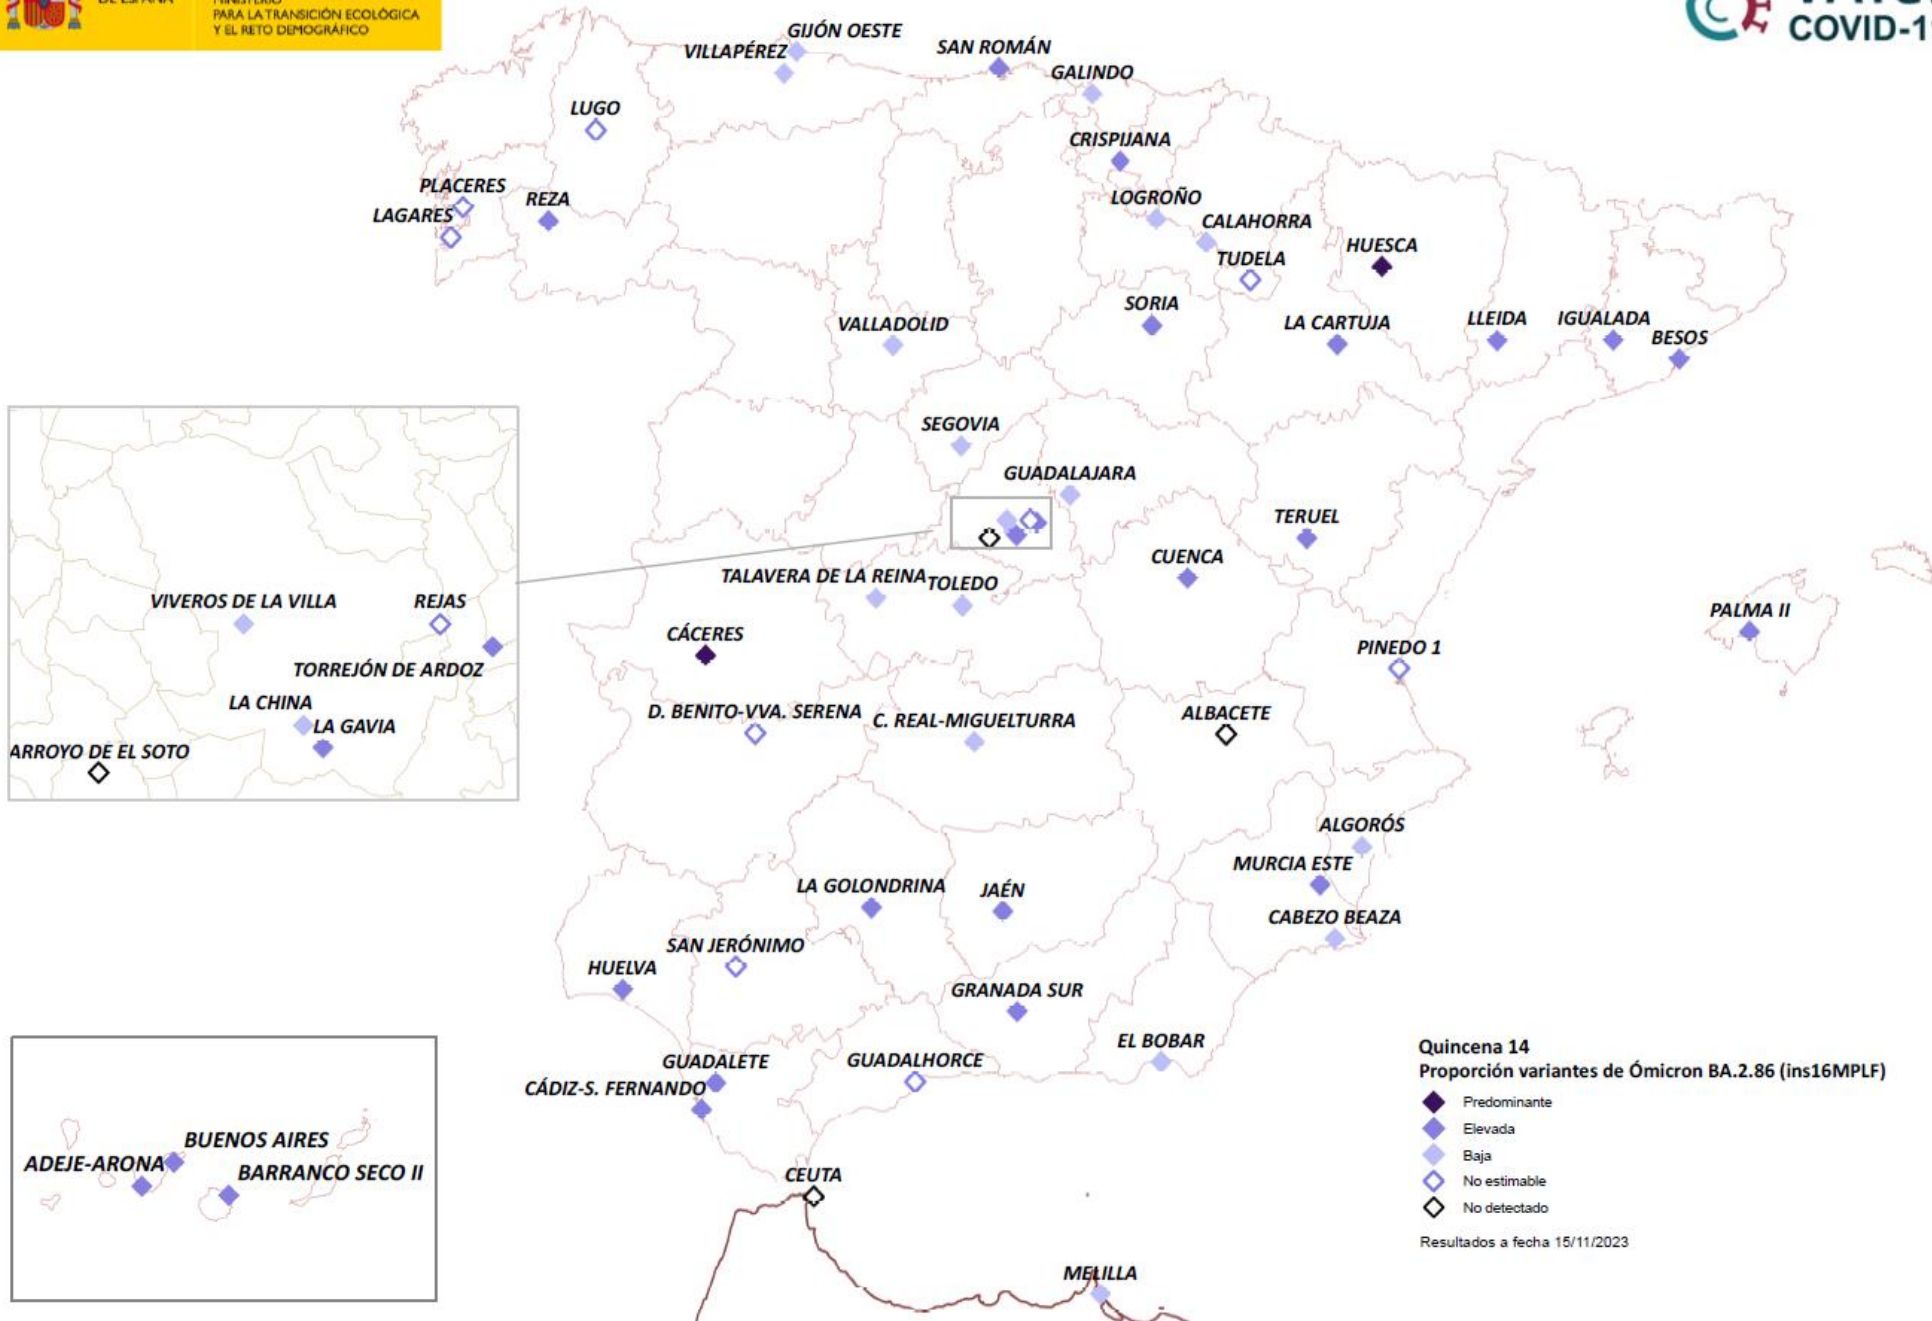 PARA LA TRANSICIÓN ECOLÓGICA
Y EL RETO DEMOGRÁFICO
COVID-1
GIJÓN OESTE
VILLAPÉREZ
SAN ROMÁN
GALINDO
LUGO
CRISPIJANA
PLACERES
REZA
LOGROÑO
LAGARES
CALAHORRA
HUESCA
TUDELA
SORIA
VALLADOLID
LA CARTUJA
LLEIDA
IGUALADA
BESOS
SEGOVIA
GUADALAJARA
TERUEL
CUENCA
TALAVERA DE LA REINA
TOLEDO
VIVEROS DE LA VILLA
REJAS
PALMA II
CÁCERES
PINEDO 1
TORREJÓN DE ARDOZ
LA CHINA
D. BENITO-VVA. SERENA
C. REAL-MIGUELTURRA
ALBACETE
LA GAVIA
ARROYO DE EL SOTO
ALGORÓS
MURCIA ESTE
LA GOLONDRINA
JAÉN
CABEZO BEAZA
SAN JERÓNIMO
HUELVA
GRANADA SUR
EL BOBAR
GUADALETE
GUADALHORCE
CÁDIZ-S. FERNANDO
BUENOS AIRES
ADEJE-ARONA
BARRANCO SECO II
CEUTA
MELILLA
Quincena 14
Proporción variantes de Ómicron BA.2.86 (ins16MPLF)
Predominante
Elevada
Baja
No estimable
No detectado
Resultados a fecha 15/11/2023